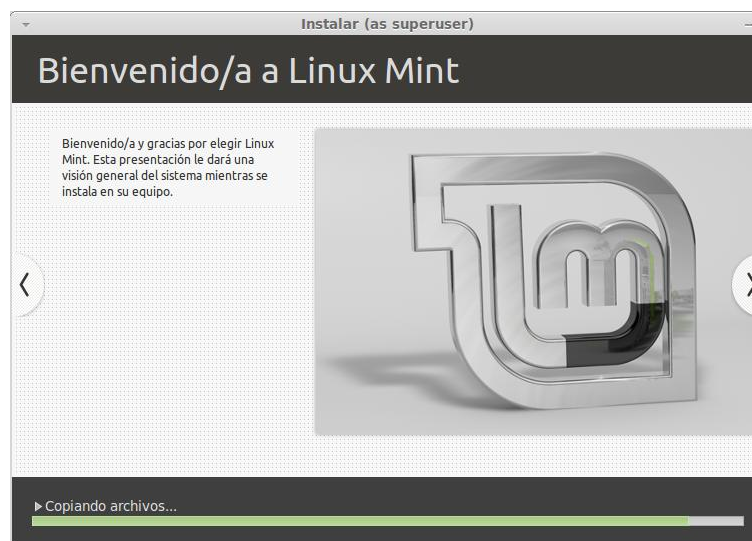 Instalar (as superuser)
Bienvenido/a a Linux Mint
Bienvenido/a y gracias por elegir Linux
Mint. Esta presentación le dará una
visión general del sistema mientras se
instala en su equipo.
Copiando archivos...